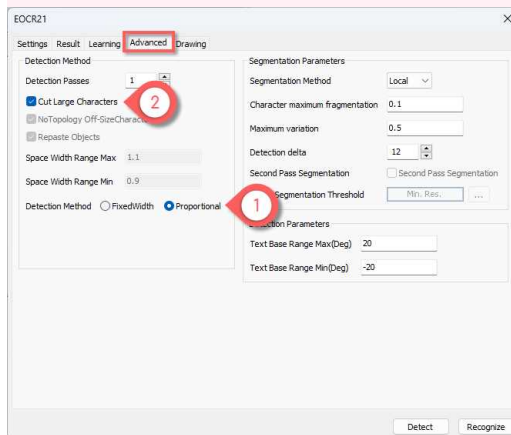 EOCR21
Settings Result Learning Advanced Drawing
Detection Method
Detection Passes 1
Cut Large Characters 2
NoTopology Off-SizeCharacter
Repaste Objects
Space Width Range Max 1.1
Space Width Range Min 0.9
Detection Method FixedWidth Proportional 1
Segmentation Parameters
Segmentation Method Local
Character maximum fragmentation 0.1
Maximum variation 0.5
Detection delta 12
Second Pass Segmentation Second Pass Segmentation
Segmentation Threshold Min. Res. ...
Parameters
Text Base Range Max(Deg) 20
Text Base Range Min(Deg) -20
Detect Recognize